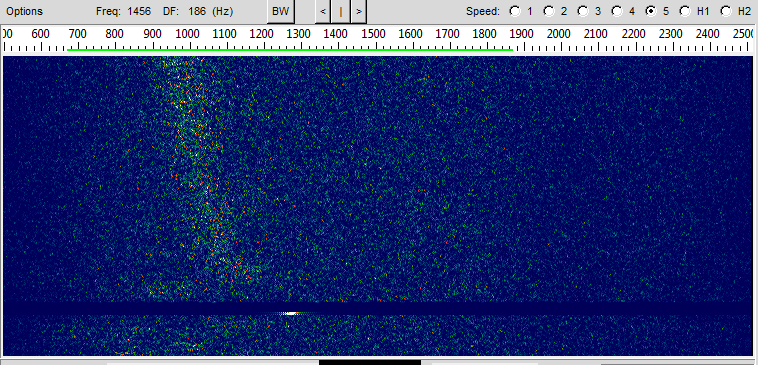 Options Freq: 1456 DF: 186 (Hz) BW < | > Speed: 1 2 3 4 5 H1 H2
00 600 700 800 900 1000 1100 1200 1300 1400 1500 1600 1700 1800 1900 2000 2100 2200 2300 2400 2500